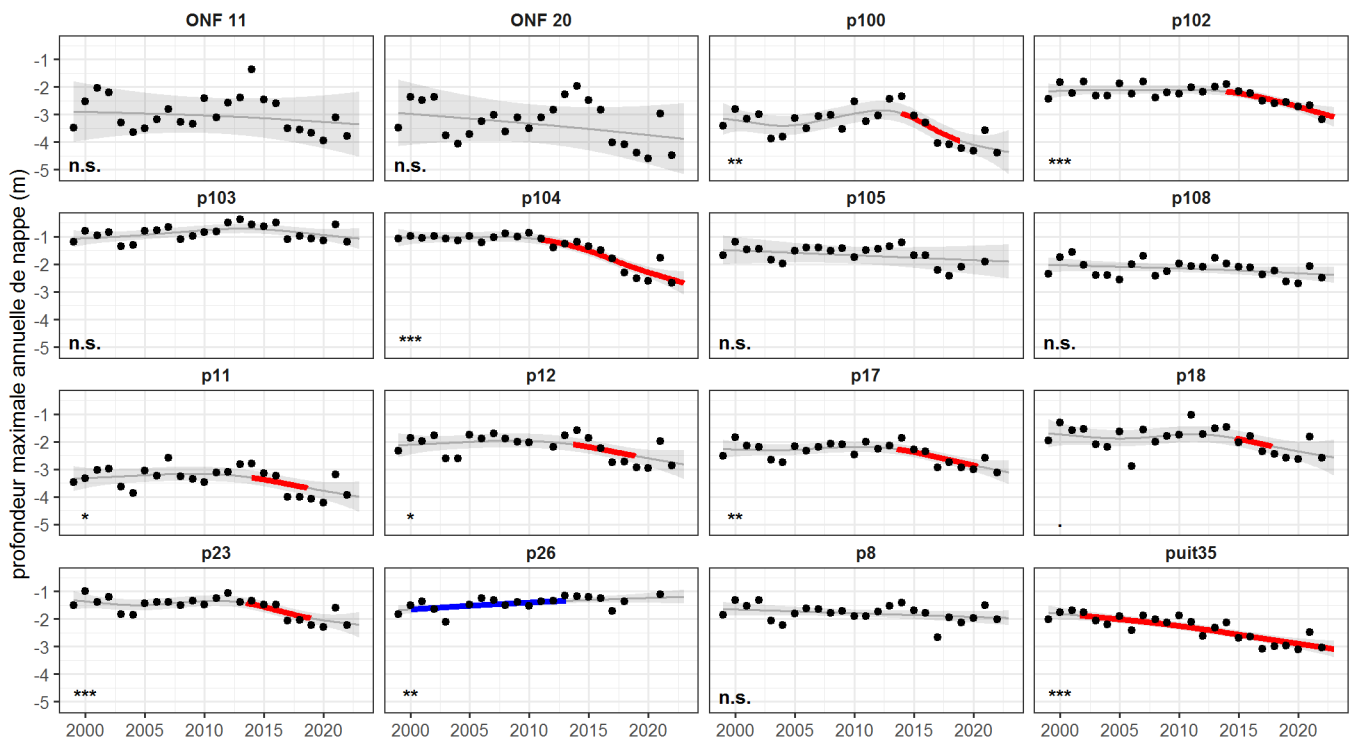 ONF 11 ONF 20 p100 p102
-1
-2
-3
-4
-5
n.s. n.s. ** ***
p103 p104 p105 p108
-1
-2
-3
-4
-5
n.s. *** n.s. n.s.
p11 p12 p17 p18
-1
-2
-3
-4
-5
* * ** .
p23 p26 p8 puit35
-1
-2
-3
-4
-5
*** ** n.s. ***
2000 2005 2010 2015 2020 2000 2005 2010 2015 2020 2000 2005 2010 2015 2020 2000 2005 2010 2015 2020
profondeur maximale annuelle de nappe (m)